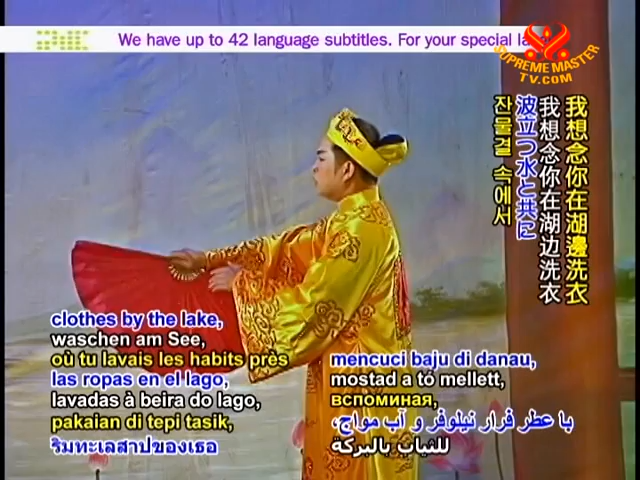 We have up to 42 language subtitles. For your special la
SUPREME MASTER
TV.COM
我想念你在湖邊洗衣
我想念你在湖边洗衣
波立つ水と共に
잔물결 속에서
clothes by the lake,
waschen am See,
où tu lavais les habits près
las ropas en el lago,
lavadas à beira do lago,
pakaian di tepi tasik,
ริมทะเลสาปของเธอ
mencuci baju di danau,
mostad a tó mellett,
вспоминая,
با عطر فرار نیلوفر و آب مواج،
للثياب بالبركة